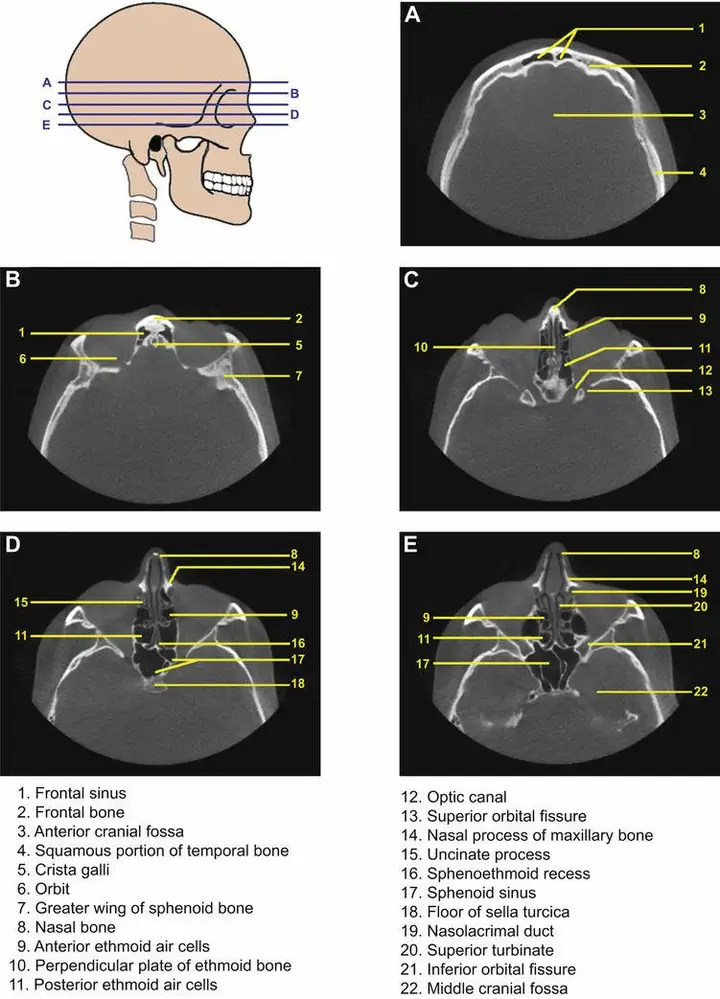 A
B
C
D
E
A
1
2
3
4
B
1
2
5
6
7
C
8
9
10
11
12
13
D
8
14
15
9
11
16
17
18
E
8
14
19
20
9
11
21
17
22
1. Frontal sinus
2. Frontal bone
3. Anterior cranial fossa
4. Squamous portion of temporal bone
5. Crista galli
6. Orbit
7. Greater wing of sphenoid bone
8. Nasal bone
9. Anterior ethmoid air cells
10. Perpendicular plate of ethmoid bone
11. Posterior ethmoid air cells
12. Optic canal
13. Superior orbital fissure
14. Nasal process of maxillary bone
15. Uncinate process
16. Sphenoethmoid recess
17. Sphenoid sinus
18. Floor of sella turcica
19. Nasolacrimal duct
20. Superior turbinate
21. Inferior orbital fissure
22. Middle cranial fossa